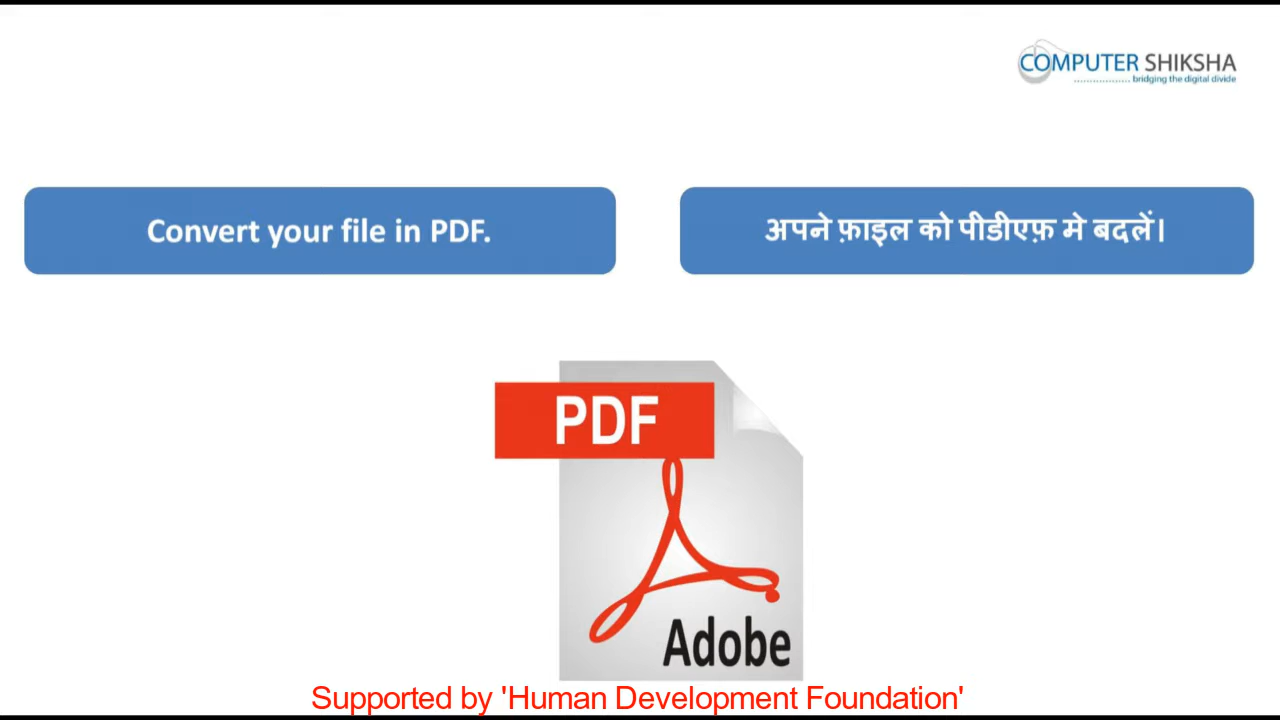 COMPUTER SHIKSHA
bridging the digital divide
Convert your file in PDF.
अपने फ़ाइल को पीडीएफ़ मे बदलें।
PDF
Adobe
Supported by 'Human Development Foundation'